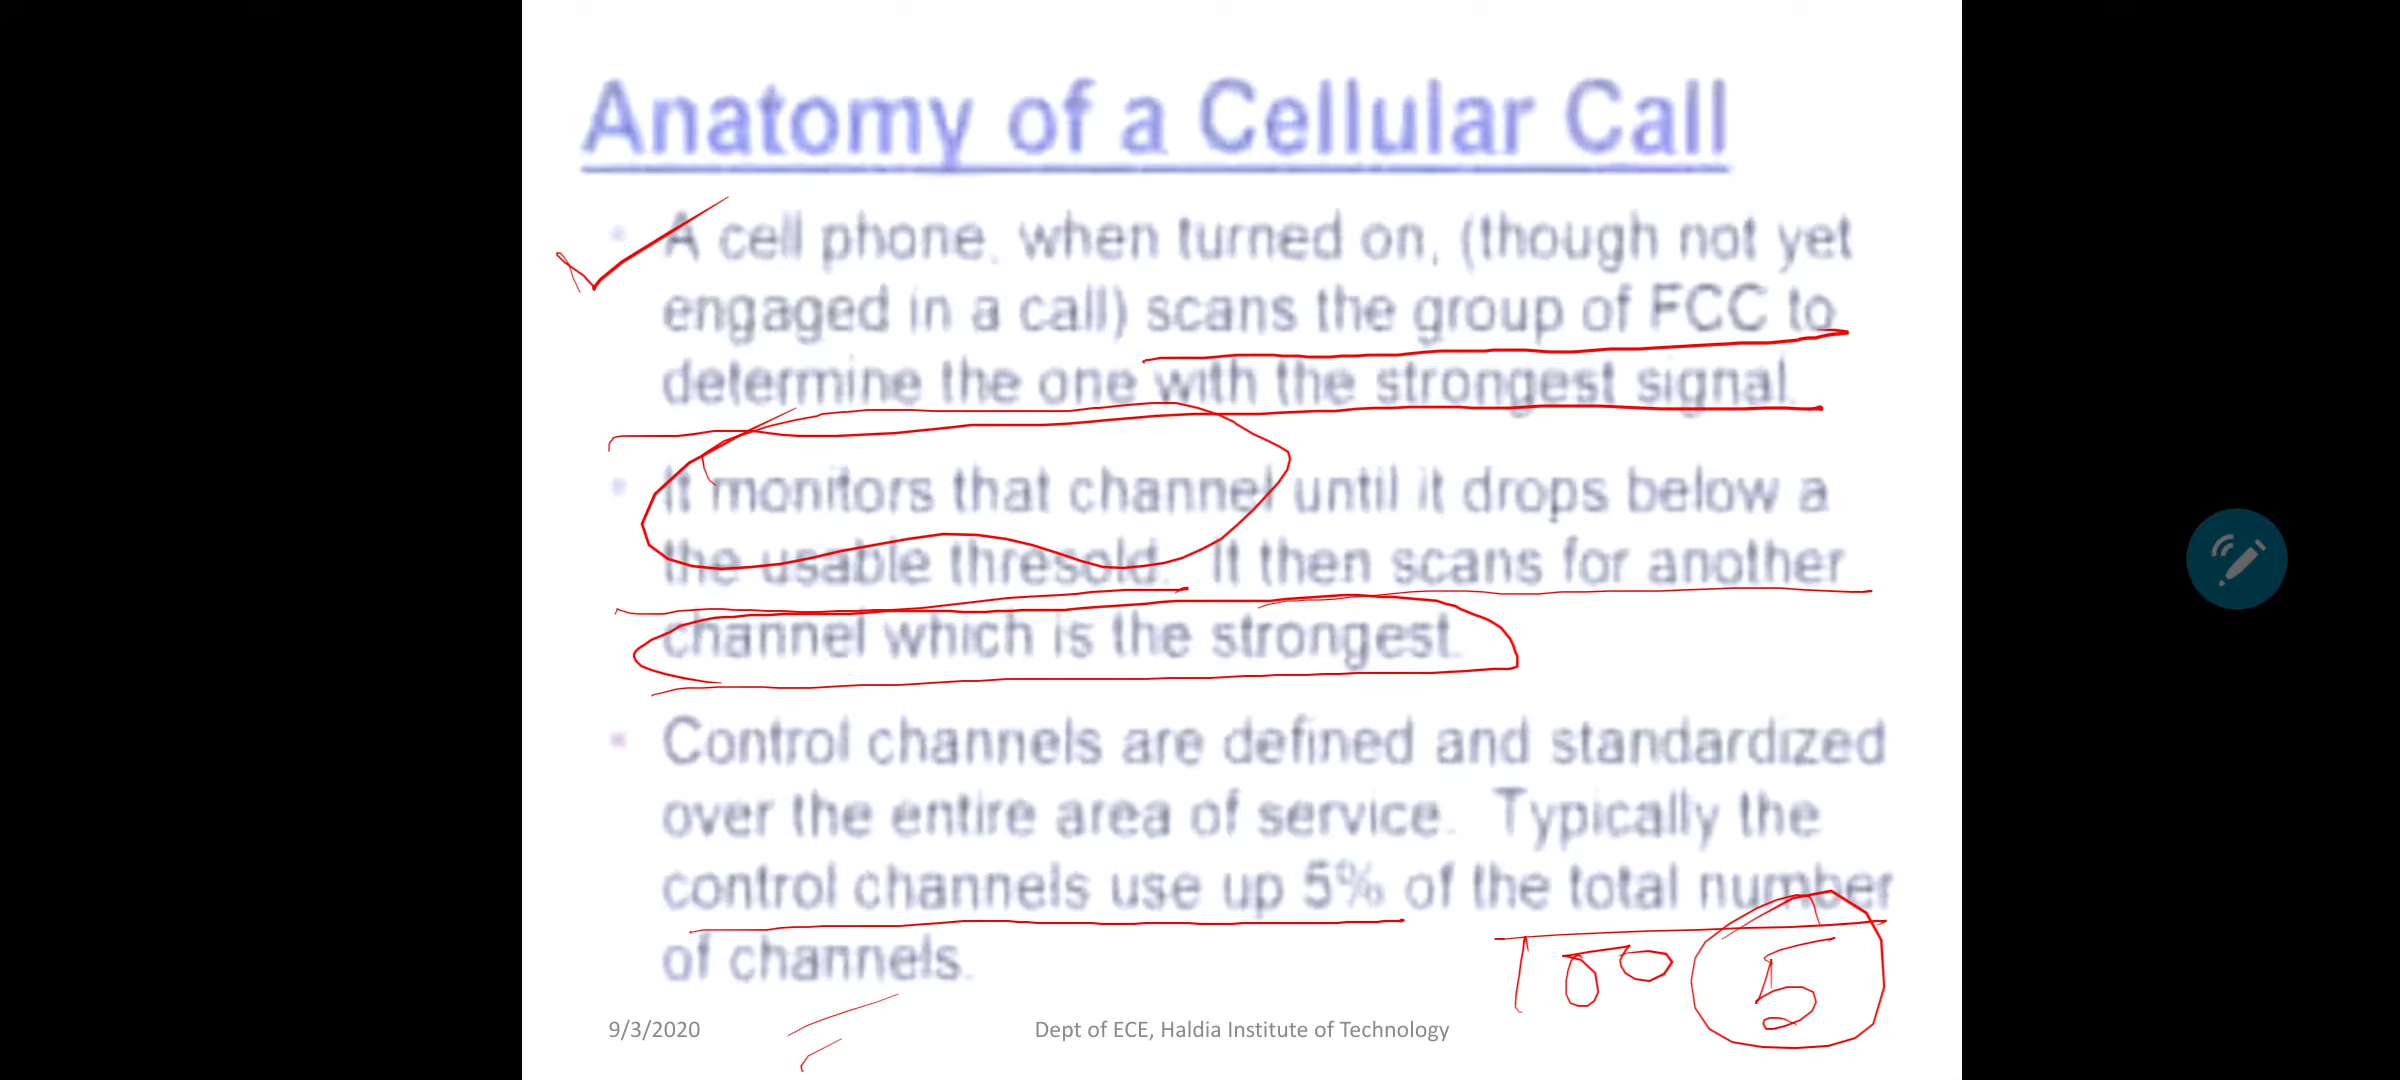 Anatomy of a Cellular Call
A cell phone, when turned on, (though not yet
engaged in a call) scans the group of FCC to
determine the one with the strongest signal.
It monitors that channel until it drops below a
the usable thresold. It then scans for another
channel which is the strongest.
Control channels are defined and standardized
over the entire area of service. Typically the
control channels use up 5% of the total number
of channels.
100 5
9/3/2020
Dept of ECE, Haldia Institute of Technology